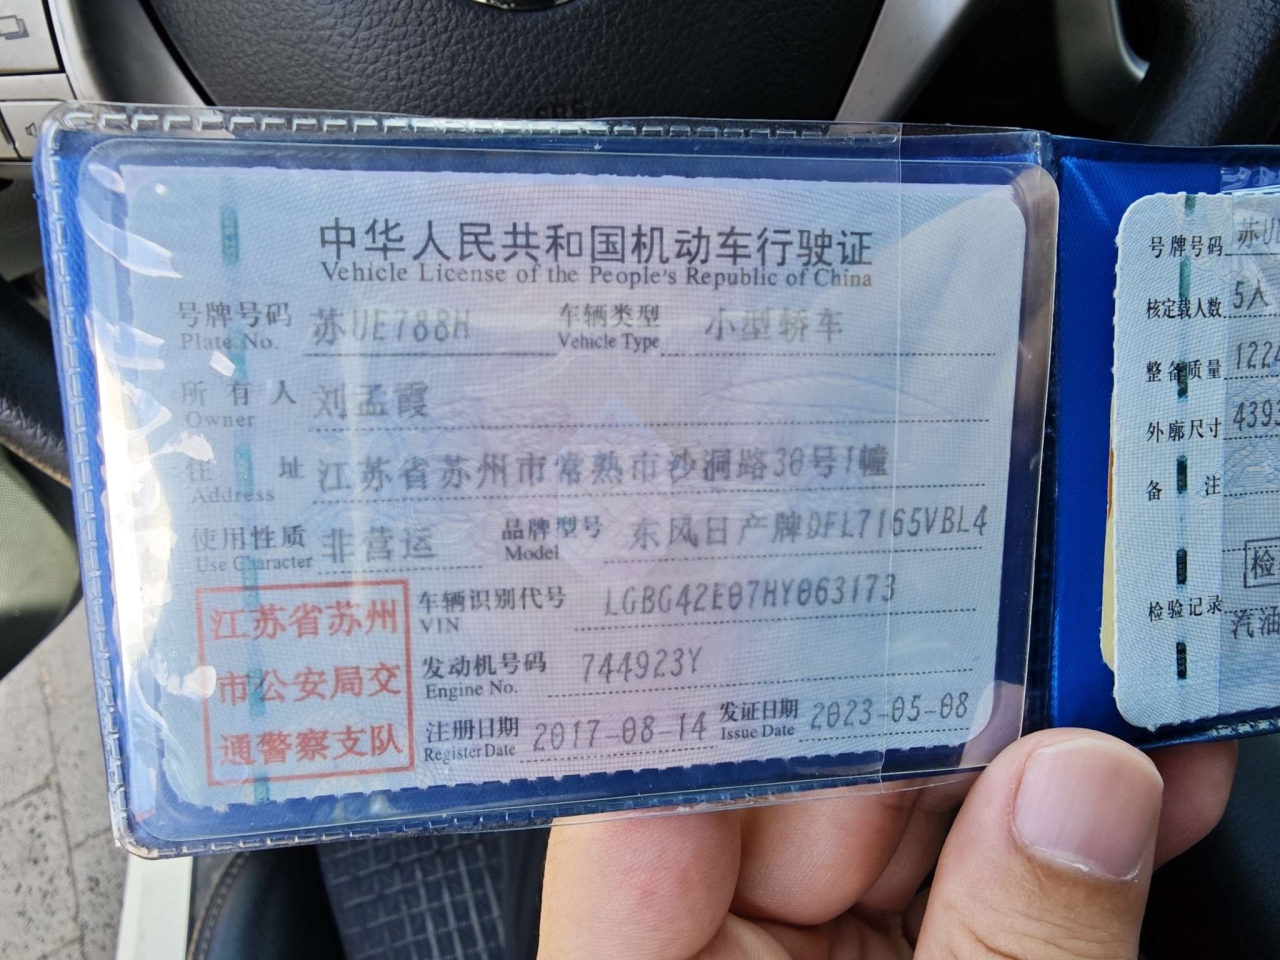 中华人民共和国机动车行驶证
Vehicle License of the People's Republic of China
号牌号码 Plate No. 苏UE788H 车辆类型 Vehicle Type 小型轿车
所有人 Owner 刘孟霞
住址 Address 江苏省苏州市常熟市沙洞路30号1幢
使用性质 Use Character 非营运 品牌型号 Model 东风日产牌DFL7165VBL4
车辆识别代号 VIN LGBG42E07HY063173
发动机号码 Engine No. 744923Y
注册日期 Register Date 2017-08-14 发证日期 Issue Date 2023-05-08
江苏省苏州
市公安局交
通警察支队
号牌号码 苏U
核定载人数 5人
整备质量 122
外廓尺寸 439
备注
检
检验记录
汽油